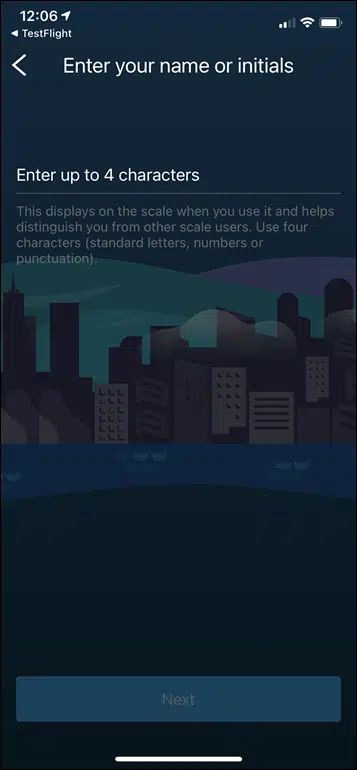 12:06
◀ TestFlight
Enter your name or initials
Enter up to 4 characters
This displays on the scale when you use it and helps
distinguish you from other scale users. Use four
characters (standard letters, numbers or
punctuation).
Next